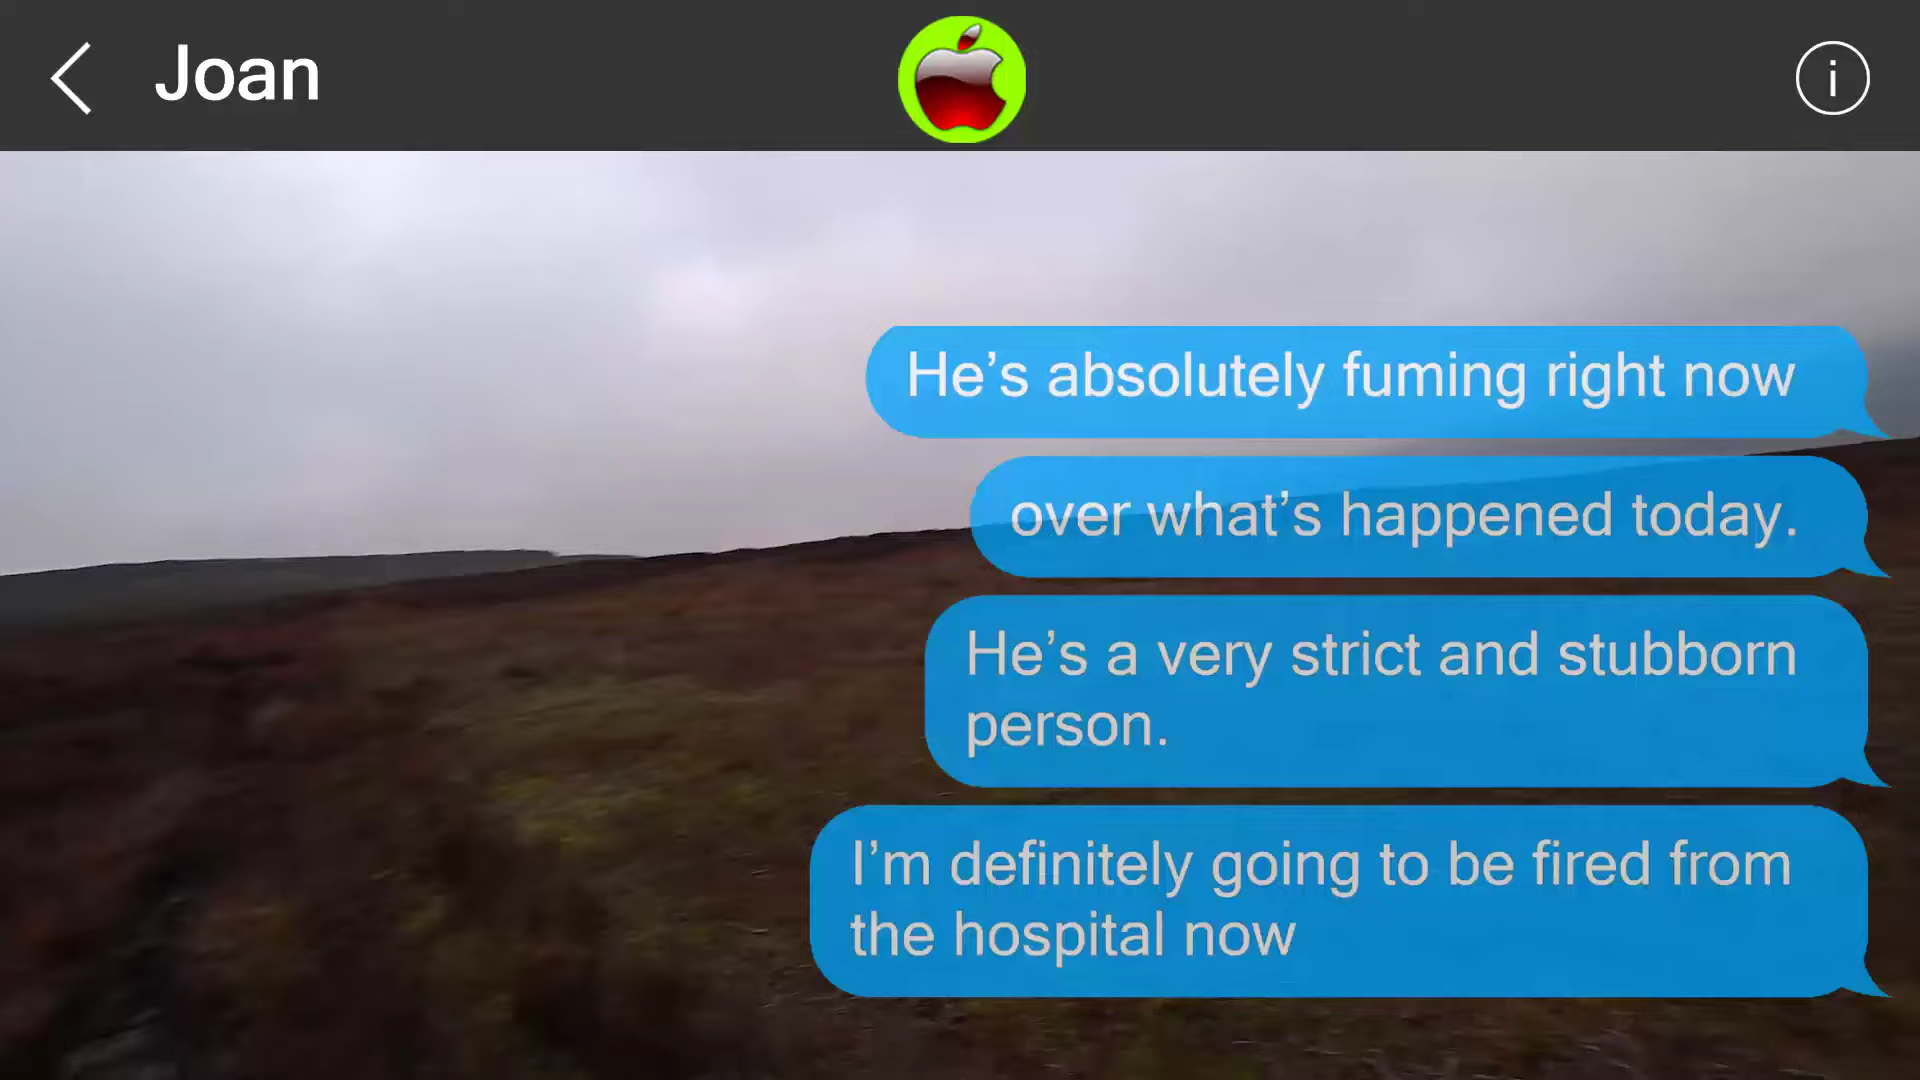 Joan
i
He’s absolutely fuming right now
over what’s happened today.
He’s a very strict and stubborn
person.
I’m definitely going to be fired from
the hospital now